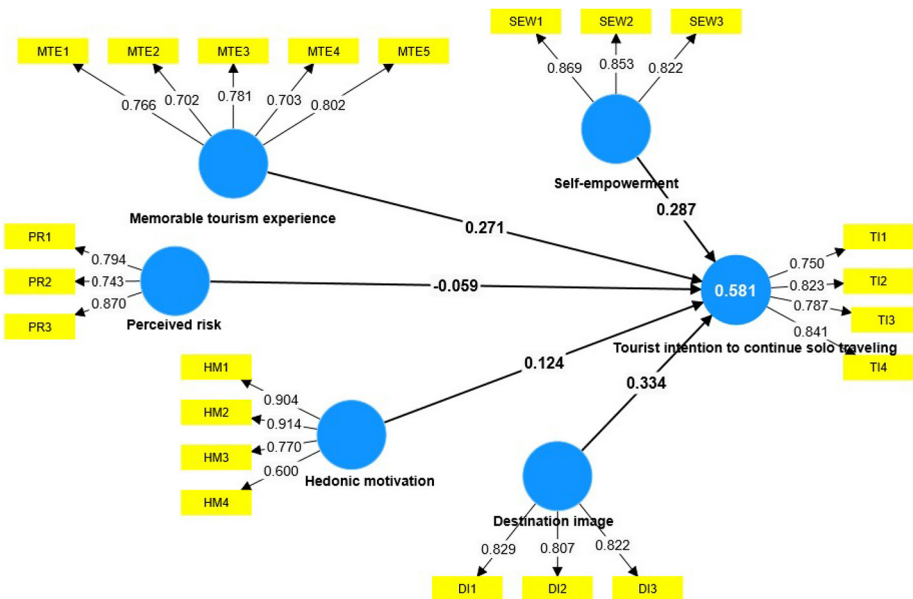 SEW1 SEW2 SEW3
MTE1 MTE2 MTE3 MTE4 MTE5
0.869 0.853 0.822
0.766 0.702 0.781 0.703 0.802
Self-empowerment
Memorable tourism experience
0.287
0.271
PR1
PR2
PR3
0.794
0.743
0.870
Perceived risk
-0.059
0.581
TI1
TI2
TI3
TI4
0.750
0.823
0.787
0.841
Tourist intention to continue solo traveling
0.124
0.334
HM1
HM2
HM3
HM4
0.904
0.914
0.770
0.600
Hedonic motivation
Destination image
0.829 0.807 0.822
DI1 DI2 DI3